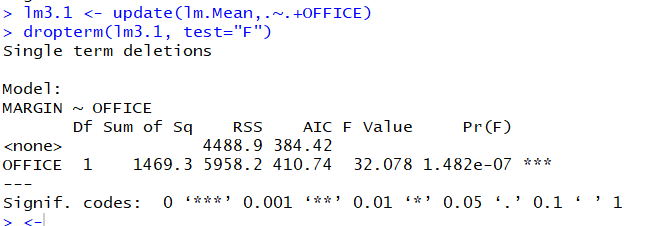 > lm3.1 <- update(lm.Mean,.~.+OFFICE)
> dropterm(lm3.1, test="F")
Single term deletions
Model:
MARGIN ~ OFFICE
Df Sum of Sq RSS AIC F Value Pr(F)
<none> 4488.9 384.42
OFFICE 1 1469.3 5958.2 410.74 32.078 1.482e-07 ***
---
Signif. codes: 0 ‘***’ 0.001 ‘**’ 0.01 ‘*’ 0.05 ‘.’ 0.1 ‘ ’ 1
> <-